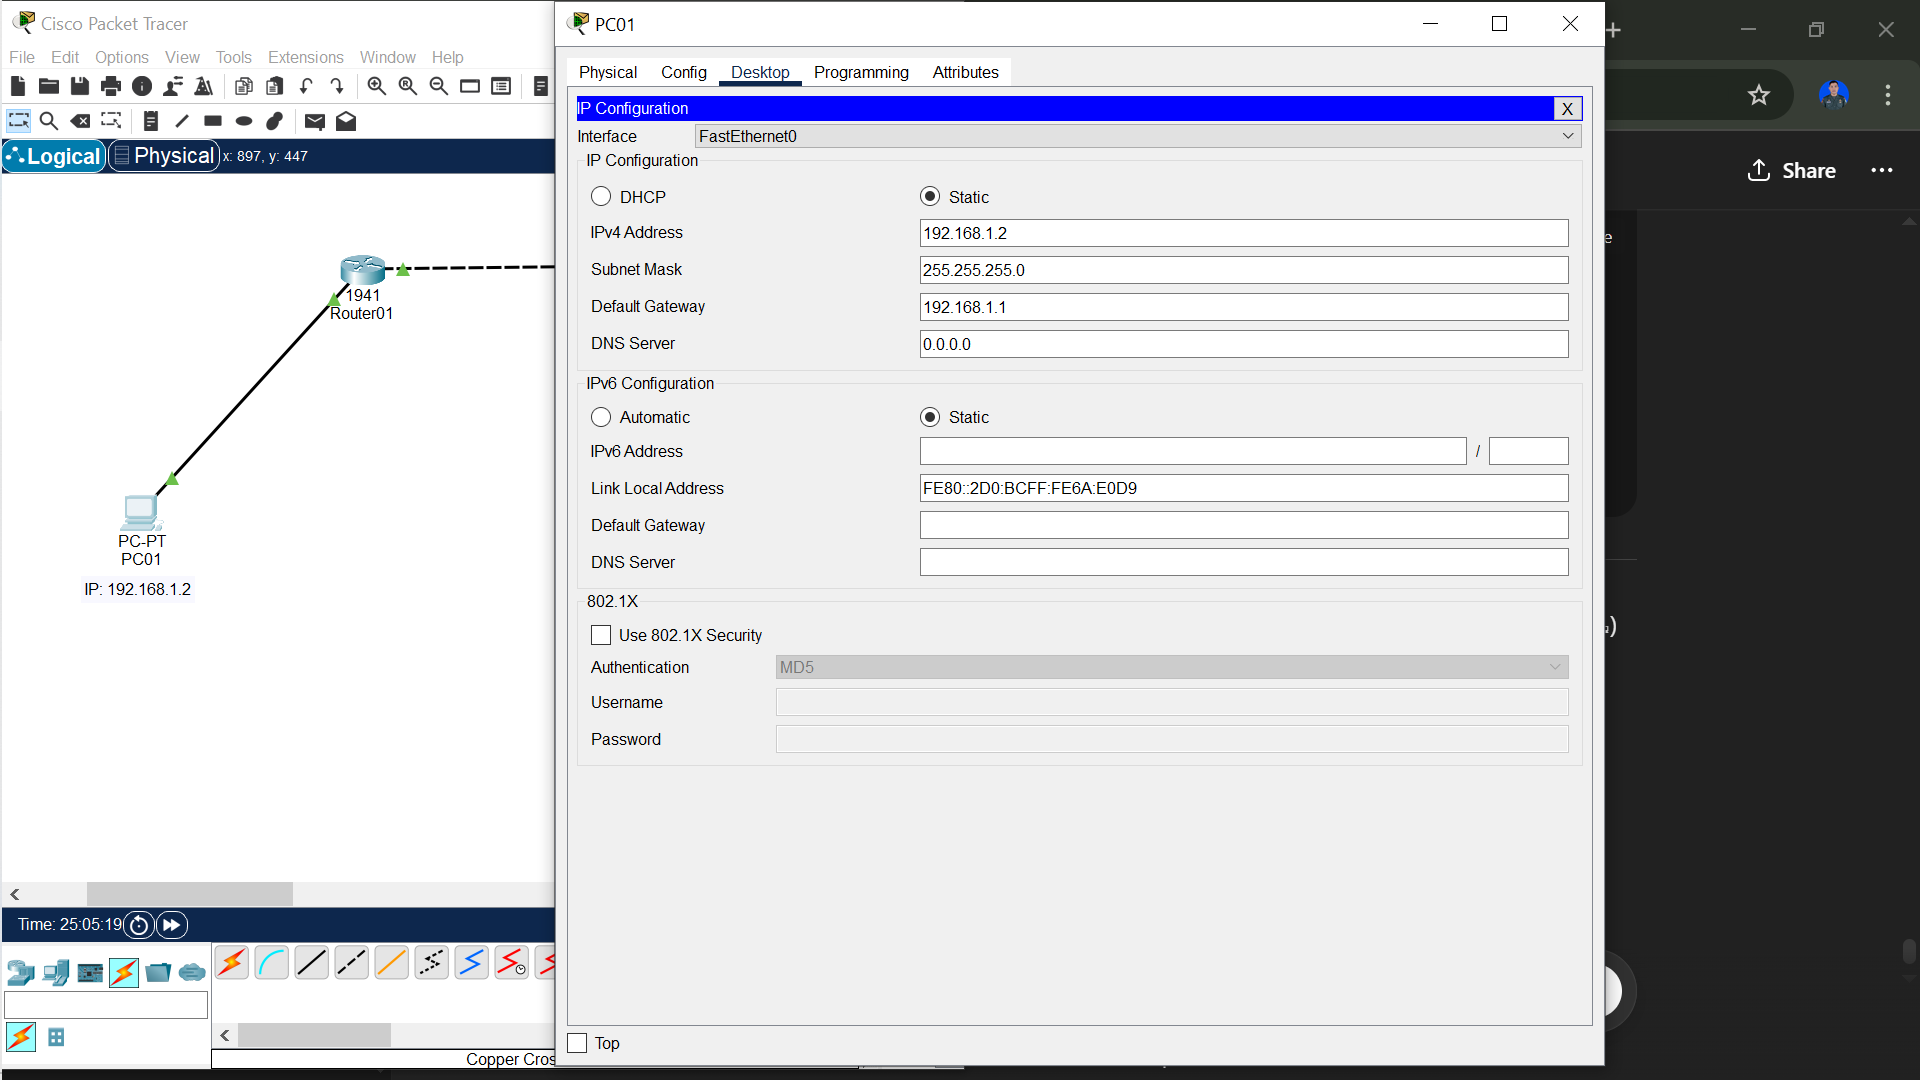 Cisco Packet Tracer
File Edit Options View Tools Extensions Window Help
Logical Physical x: 897, y: 447
1941
Router01
PC-PT
PC01
IP: 192.168.1.2
Time: 25:05:19
Copper Cros
PC01
Physical Config Desktop Programming Attributes
IP Configuration X
Interface FastEthernet0
IP Configuration
DHCP Static
IPv4 Address 192.168.1.2
Subnet Mask 255.255.255.0
Default Gateway 192.168.1.1
DNS Server 0.0.0.0
IPv6 Configuration
Automatic Static
IPv6 Address /
Link Local Address FE80::2D0:BCFF:FE6A:E0D9
Default Gateway
DNS Server
802.1X
Use 802.1X Security
Authentication MD5
Username
Password
Top
Share
e